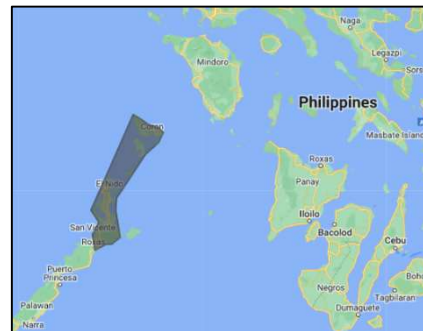 Naga
Mindoro
Legazpi
Sors
Philippines
Coron
Masbate Island
Roxas
El Nido
Panay
Iloilo
San Vicente
Bacolod
Roxas
Cebu
Puerto
Princesa
Negros
Boho
Tagbilaran
Palawan
Dumaguete
Narra